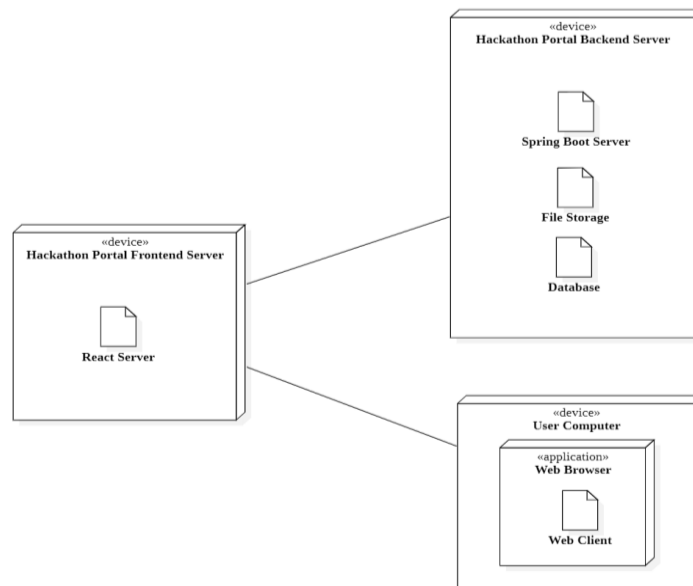 «device»
Hackathon Portal Backend Server
Spring Boot Server
File Storage
Database
«device»
Hackathon Portal Frontend Server
React Server
«device»
User Computer
«application»
Web Browser
Web Client